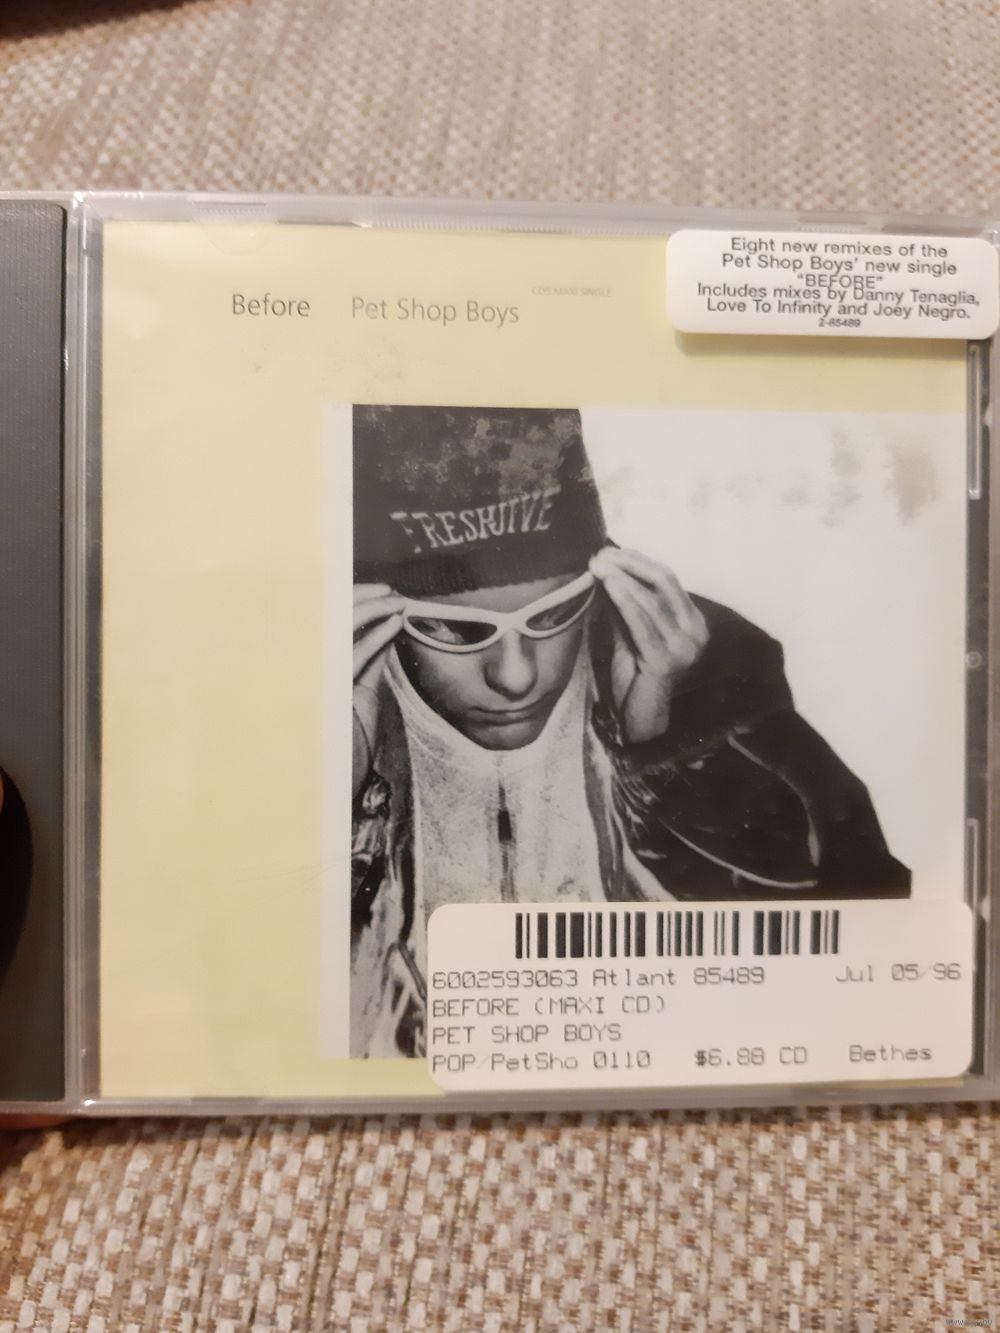 Eight new remixes of the
Pet Shop Boys' new single
"BEFORE"
Includes mixes by Danny Tenaglia,
Love To Infinity and Joey Negro.
2-85489
Before Pet Shop Boys CD5 MAXI SINGLE
FRESHJIVE
6002593063 Atlant 85489 Jul 05/96
BEFORE (MAXI CD)
PET SHOP BOYS
POP/PetSho 0110 $6.88 CD Bethes